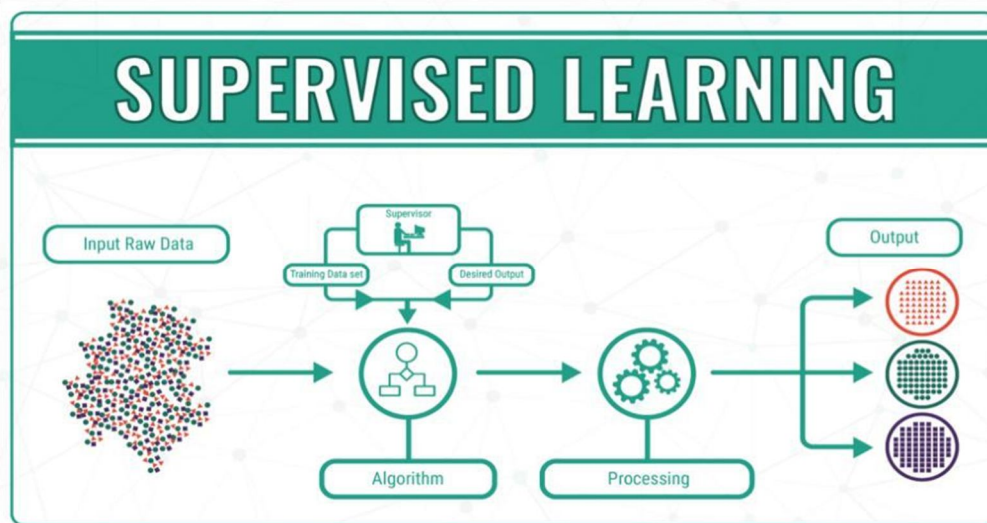 SUPERVISED LEARNING
Input Raw Data
Supervisor
Training Data set
Desired Output
Algorithm
Processing
Output